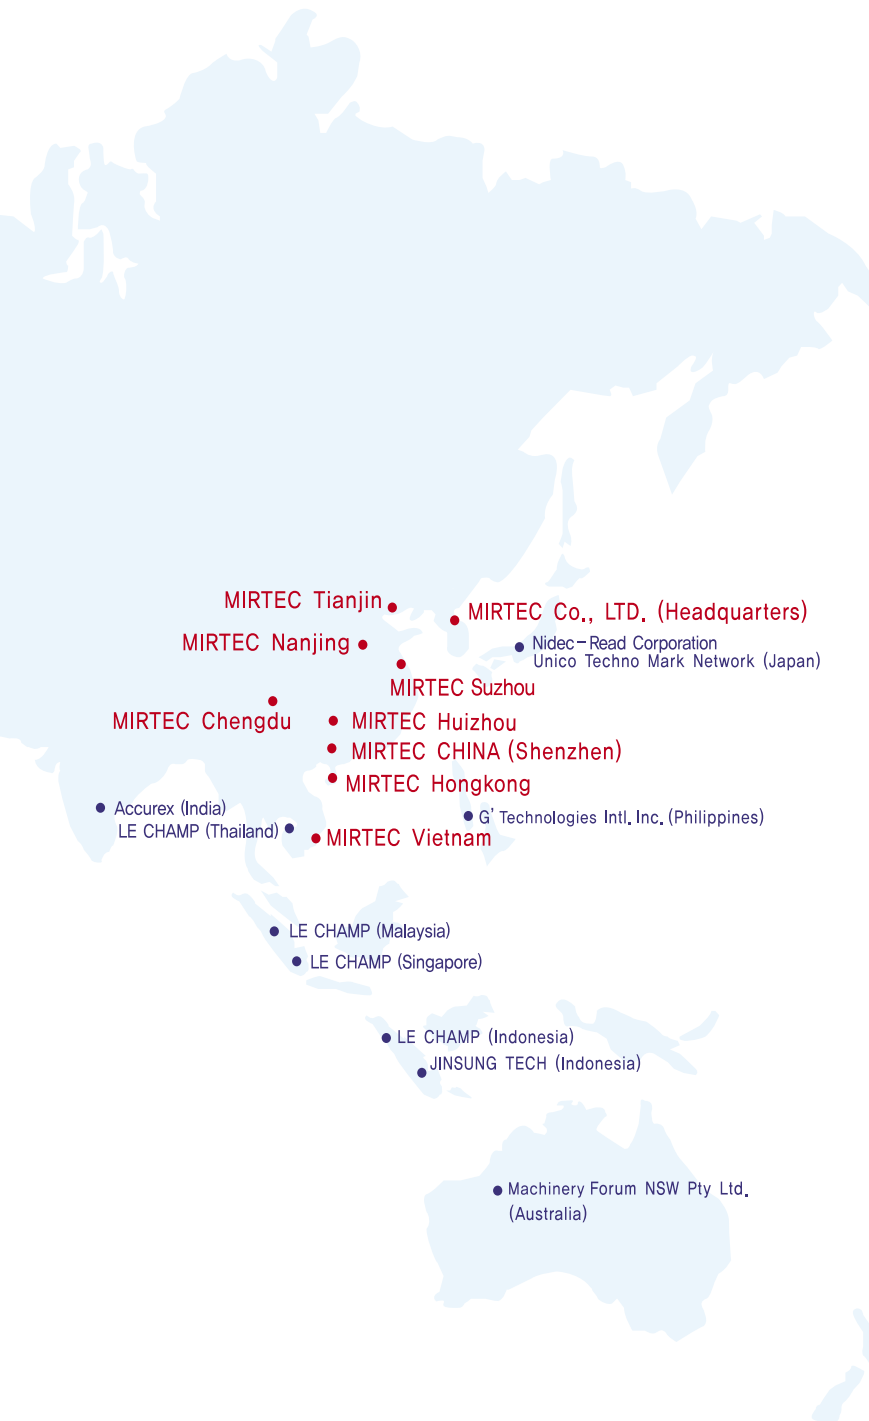 MIRTEC Tianjin
MIRTEC Co., LTD. (Headquarters)
MIRTEC Nanjing
Nidec-Read Corporation
Unico Techno Mark Network (Japan)
MIRTEC Suzhou
MIRTEC Chengdu
MIRTEC Huizhou
MIRTEC CHINA (Shenzhen)
MIRTEC Hongkong
Accurex (India)
G' Technologies Intl. Inc. (Philippines)
LE CHAMP (Thailand)
MIRTEC Vietnam
LE CHAMP (Malaysia)
LE CHAMP (Singapore)
LE CHAMP (Indonesia)
JINSUNG TECH (Indonesia)
Machinery Forum NSW Pty Ltd.
(Australia)